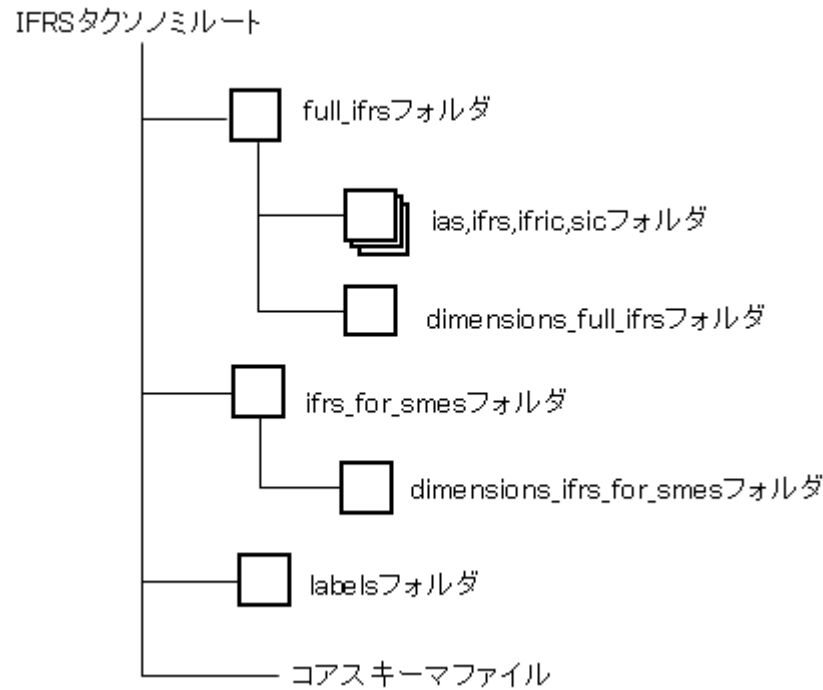 IFRSタクソノミルート
full_ifrsフォルダ
ias,ifrs,ifric,sicフォルダ
dimensions_full_ifrsフォルダ
ifrs_for_smesフォルダ
dimensions_ifrs_for_smesフォルダ
labelsフォルダ
コアスキーマファイル